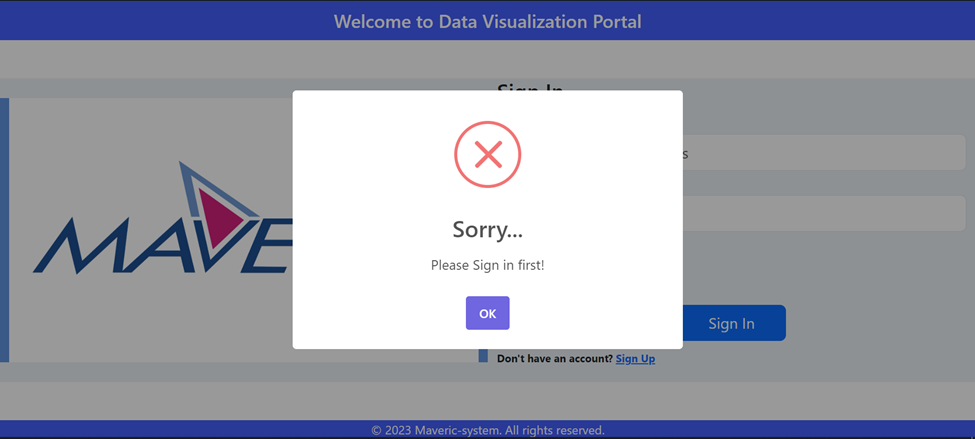 Welcome to Data Visualization Portal
Sign In
MAVE
Sorry...
Please Sign in first!
OK
Sign In
Don't have an account? Sign Up
© 2023 Maveric-system. All rights reserved.